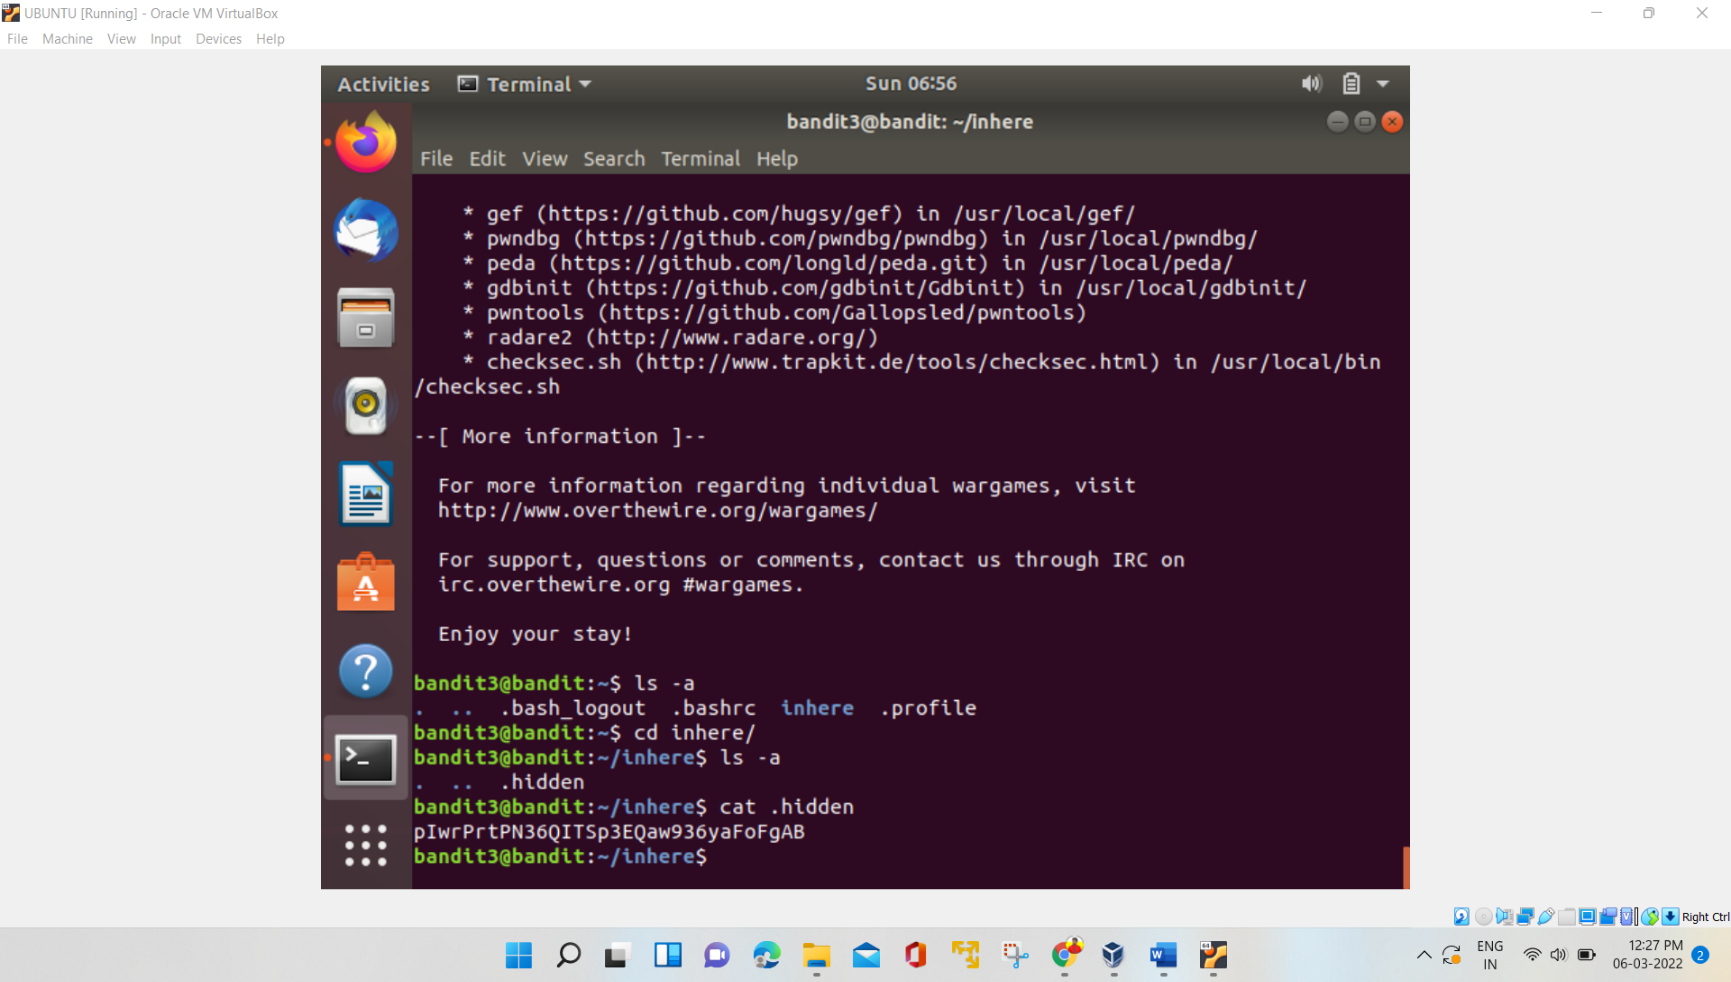 UBUNTU [Running] - Oracle VM VirtualBox
File Machine View Input Devices Help
Activities Terminal Sun 06:56
bandit3@bandit: ~/inhere
File Edit View Search Terminal Help
* gef (https://github.com/hugsy/gef) in /usr/local/gef/
* pwndbg (https://github.com/pwndbg/pwndbg) in /usr/local/pwndbg/
* peda (https://github.com/longld/peda.git) in /usr/local/peda/
* gdbinit (https://github.com/gdbinit/Gdbinit) in /usr/local/gdbinit/
* pwntools (https://github.com/Gallopsled/pwntools)
* radare2 (http://www.radare.org/)
* checksec.sh (http://www.trapkit.de/tools/checksec.html) in /usr/local/bin
/checksec.sh
--[ More information ]--
For more information regarding individual wargames, visit
http://www.overthewire.org/wargames/
For support, questions or comments, contact us through IRC on
irc.overthewire.org #wargames.
Enjoy your stay!
bandit3@bandit:~$ ls -a
. .. .bash_logout .bashrc inhere .profile
bandit3@bandit:~$ cd inhere/
bandit3@bandit:~/inhere$ ls -a
. .. .hidden
bandit3@bandit:~/inhere$ cat .hidden
pIwrPrtPN36QITSp3EQaw936yaFoFgAB
bandit3@bandit:~/inhere$
Right Ctrl
ENG
IN
12:27 PM
06-03-2022
2